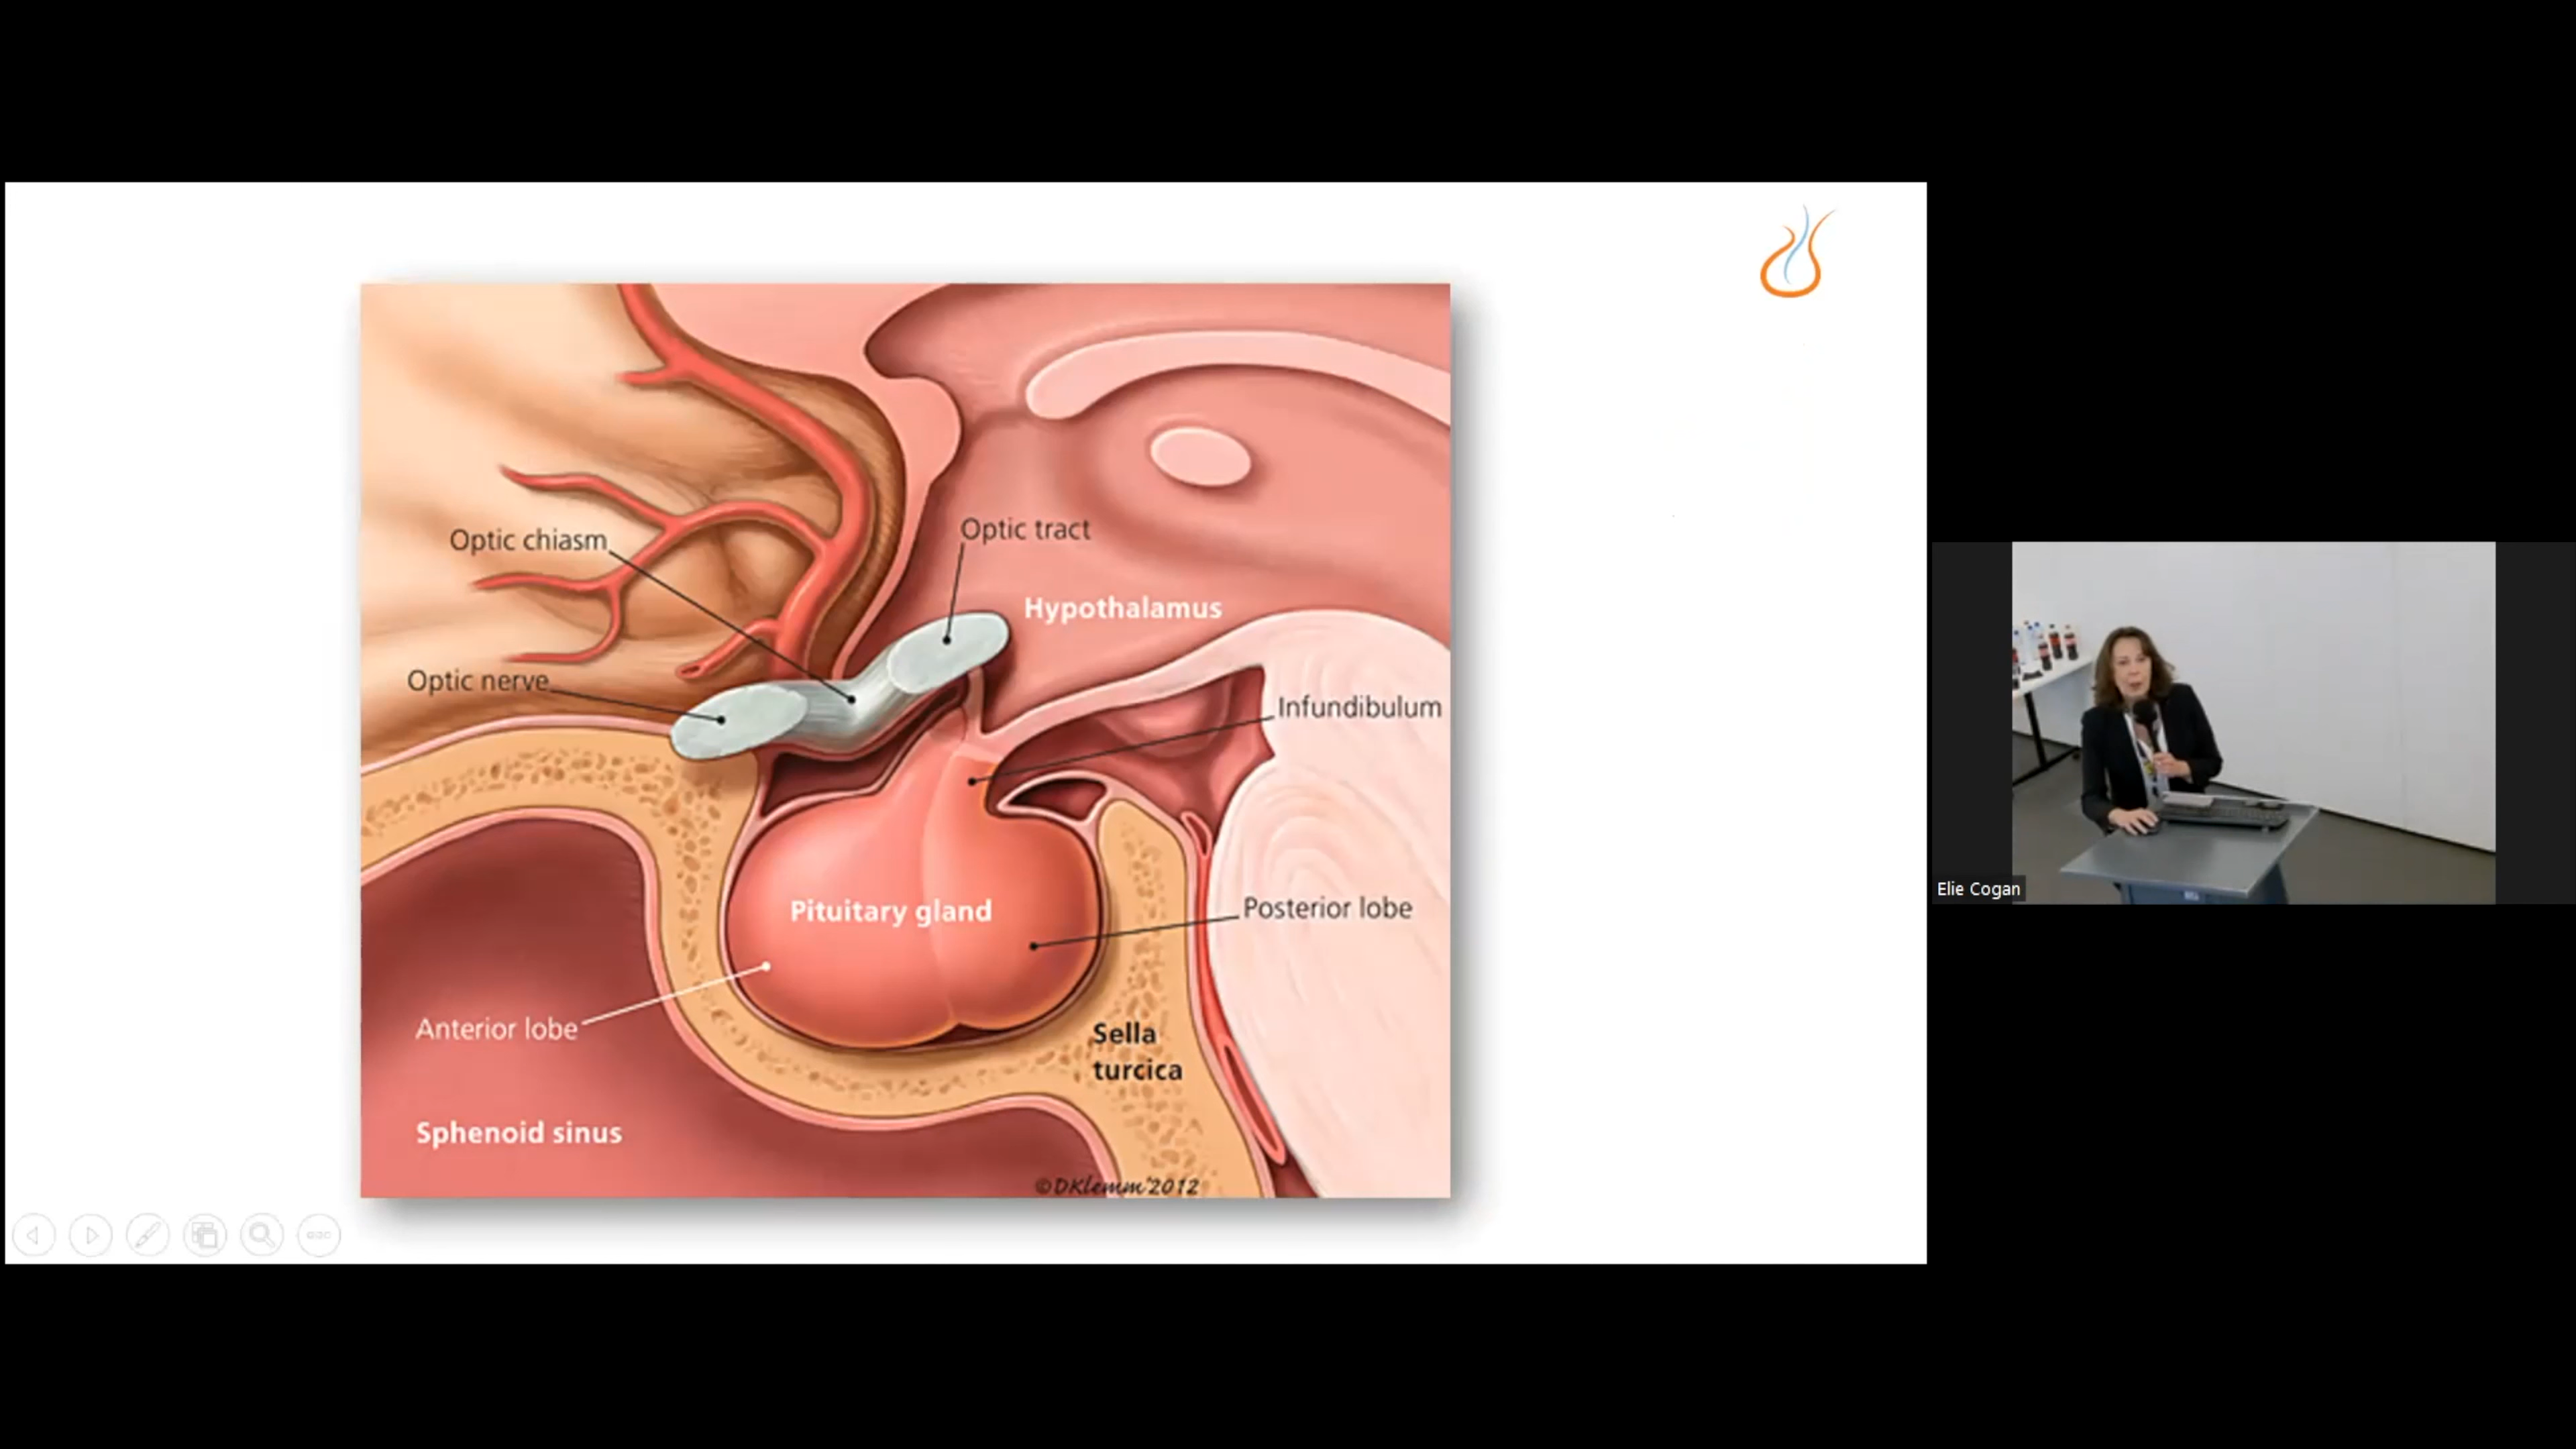 Optic chiasm
Optic tract
Hypothalamus
Optic nerve
Infundibulum
Pituitary gland
Posterior lobe
Anterior lobe
Sella
turcica
Sphenoid sinus
©DKlemm'2012
Elie Cogan